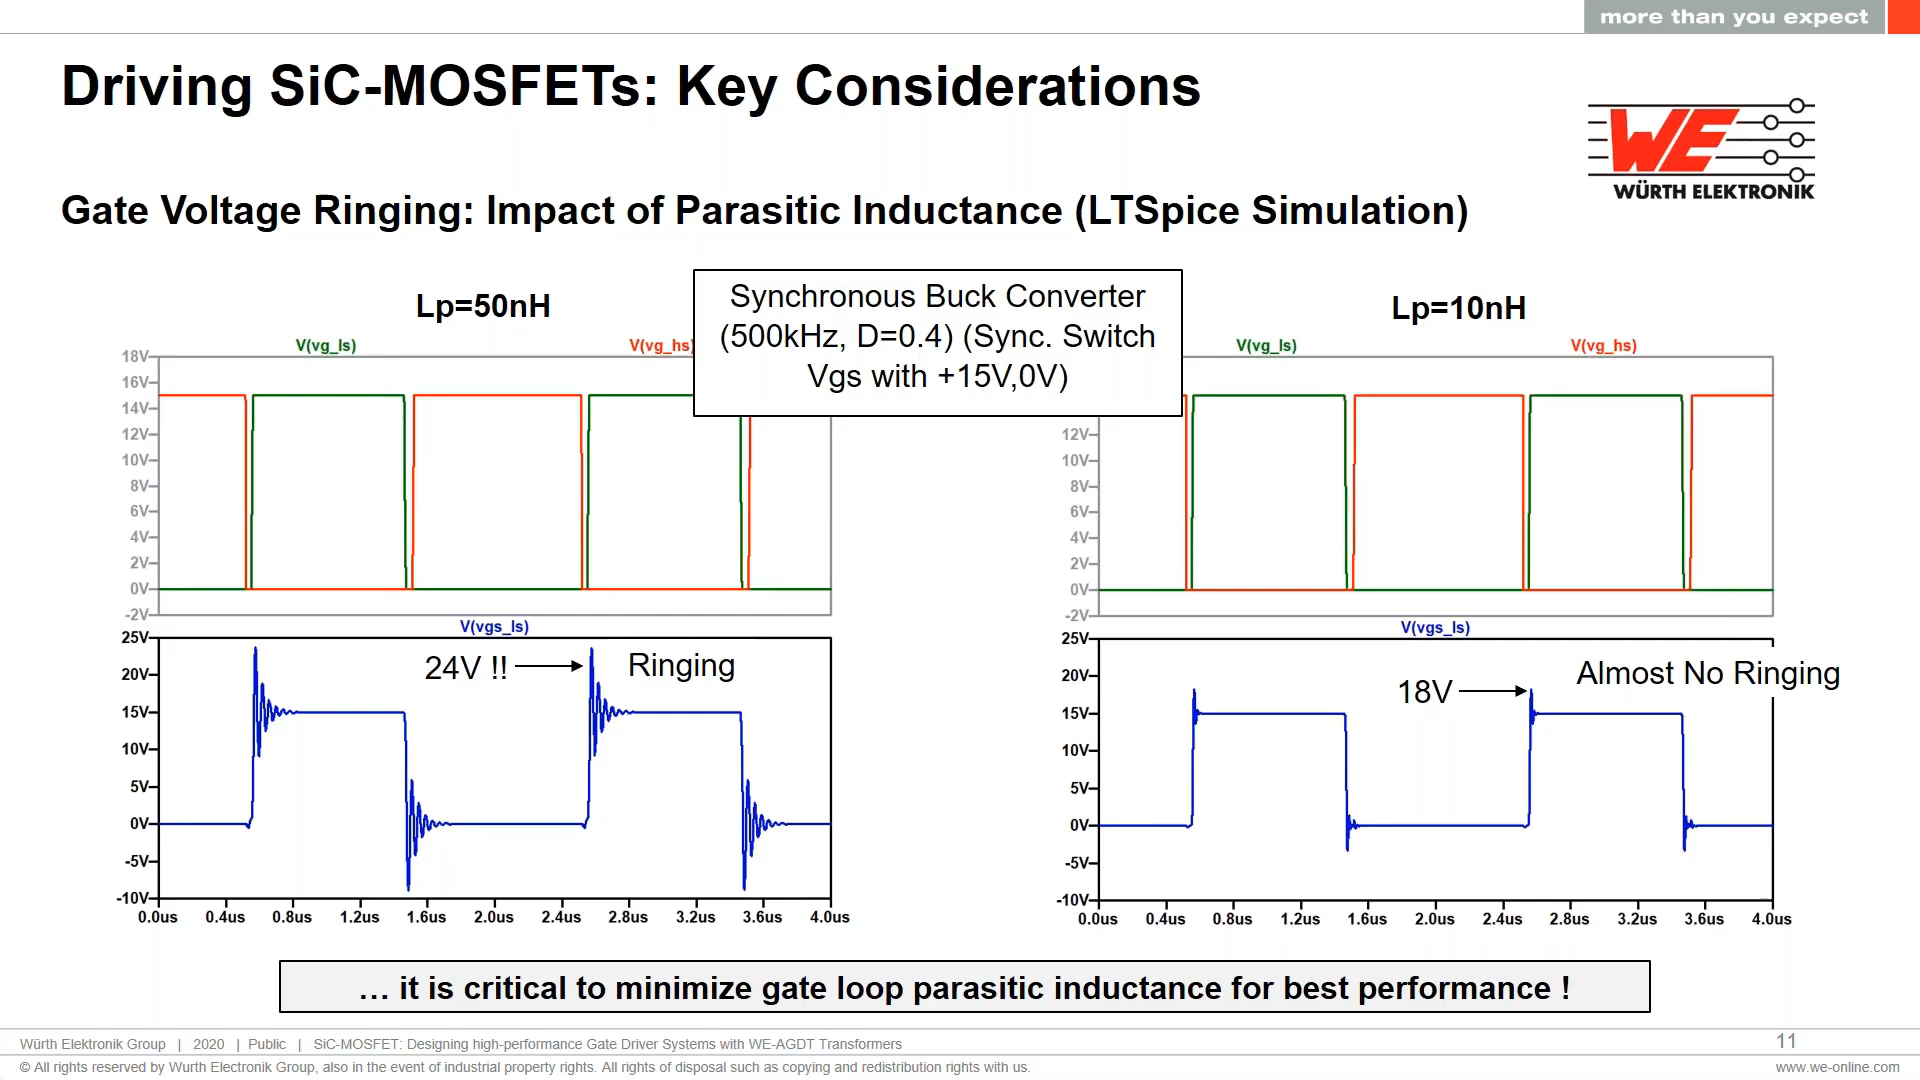 more than you expect
Driving SiC-MOSFETs: Key Considerations
WE
WÜRTH ELEKTRONIK
Gate Voltage Ringing: Impact of Parasitic Inductance (LTSpice Simulation)
Synchronous Buck Converter
(500kHz, D=0.4) (Sync. Switch
Vgs with +15V,0V)
Lp=50nH
V(vg_ls) V(vg_hs)
18V
16V
14V
12V
10V
8V
6V
4V
2V
0V
-2V
V(vgs_ls)
25V
20V
15V
10V
5V
0V
-5V
-10V
24V !! Ringing
0.0us 0.4us 0.8us 1.2us 1.6us 2.0us 2.4us 2.8us 3.2us 3.6us 4.0us
Lp=10nH
V(vg_ls) V(vg_hs)
12V
10V
8V
6V
4V
2V
0V
-2V
V(vgs_ls)
25V
20V
15V
10V
5V
0V
-5V
-10V
18V Almost No Ringing
0.0us 0.4us 0.8us 1.2us 1.6us 2.0us 2.4us 2.8us 3.2us 3.6us 4.0us
… it is critical to minimize gate loop parasitic inductance for best performance !
Würth Elektronik Group | 2020 | Public | SiC-MOSFET: Designing high-performance Gate Driver Systems with WE-AGDT Transformers
11
© All rights reserved by Wurth Electronik Group, also in the event of industrial property rights. All rights of disposal such as copying and redistribution rights with us.
www.we-online.com